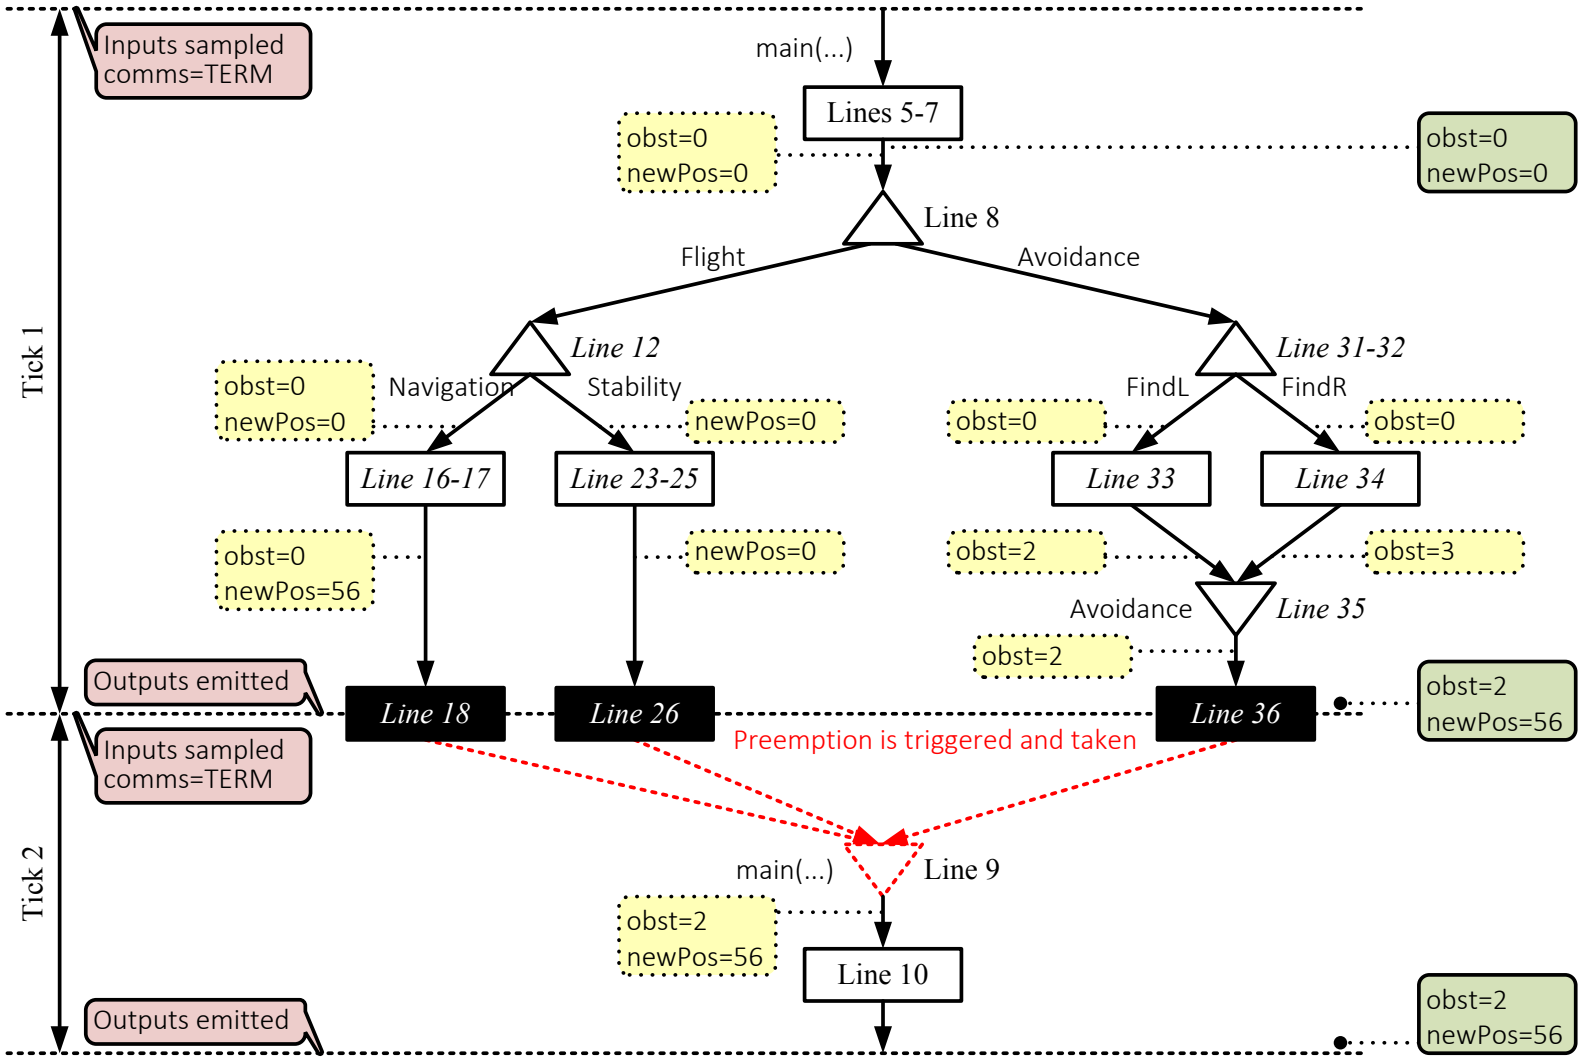 Inputs sampled
comms=TERM
main(...)
Lines 5-7
obst=0
newPos=0
obst=0
newPos=0
Line 8
Flight
Avoidance
Tick 1
Line 12
Line 31-32
obst=0
newPos=0
Navigation
Stability
FindL
FindR
newPos=0
obst=0
obst=0
Line 16-17
Line 23-25
Line 33
Line 34
obst=0
newPos=56
newPos=0
obst=2
obst=3
Avoidance
Line 35
obst=2
Outputs emitted
Line 18
Line 26
Line 36
obst=2
newPos=56
Inputs sampled
comms=TERM
Preemption is triggered and taken
Tick 2
main(...)
Line 9
obst=2
newPos=56
Line 10
Outputs emitted
obst=2
newPos=56